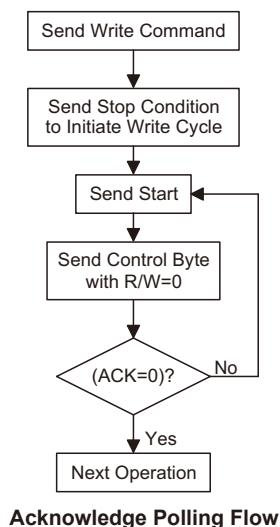 Send Write Command
Send Stop Condition
to Initiate Write Cycle
Send Start
Send Control Byte
with R/W=0
(ACK=0)?
No
Yes
Next Operation
Acknowledge Polling Flow